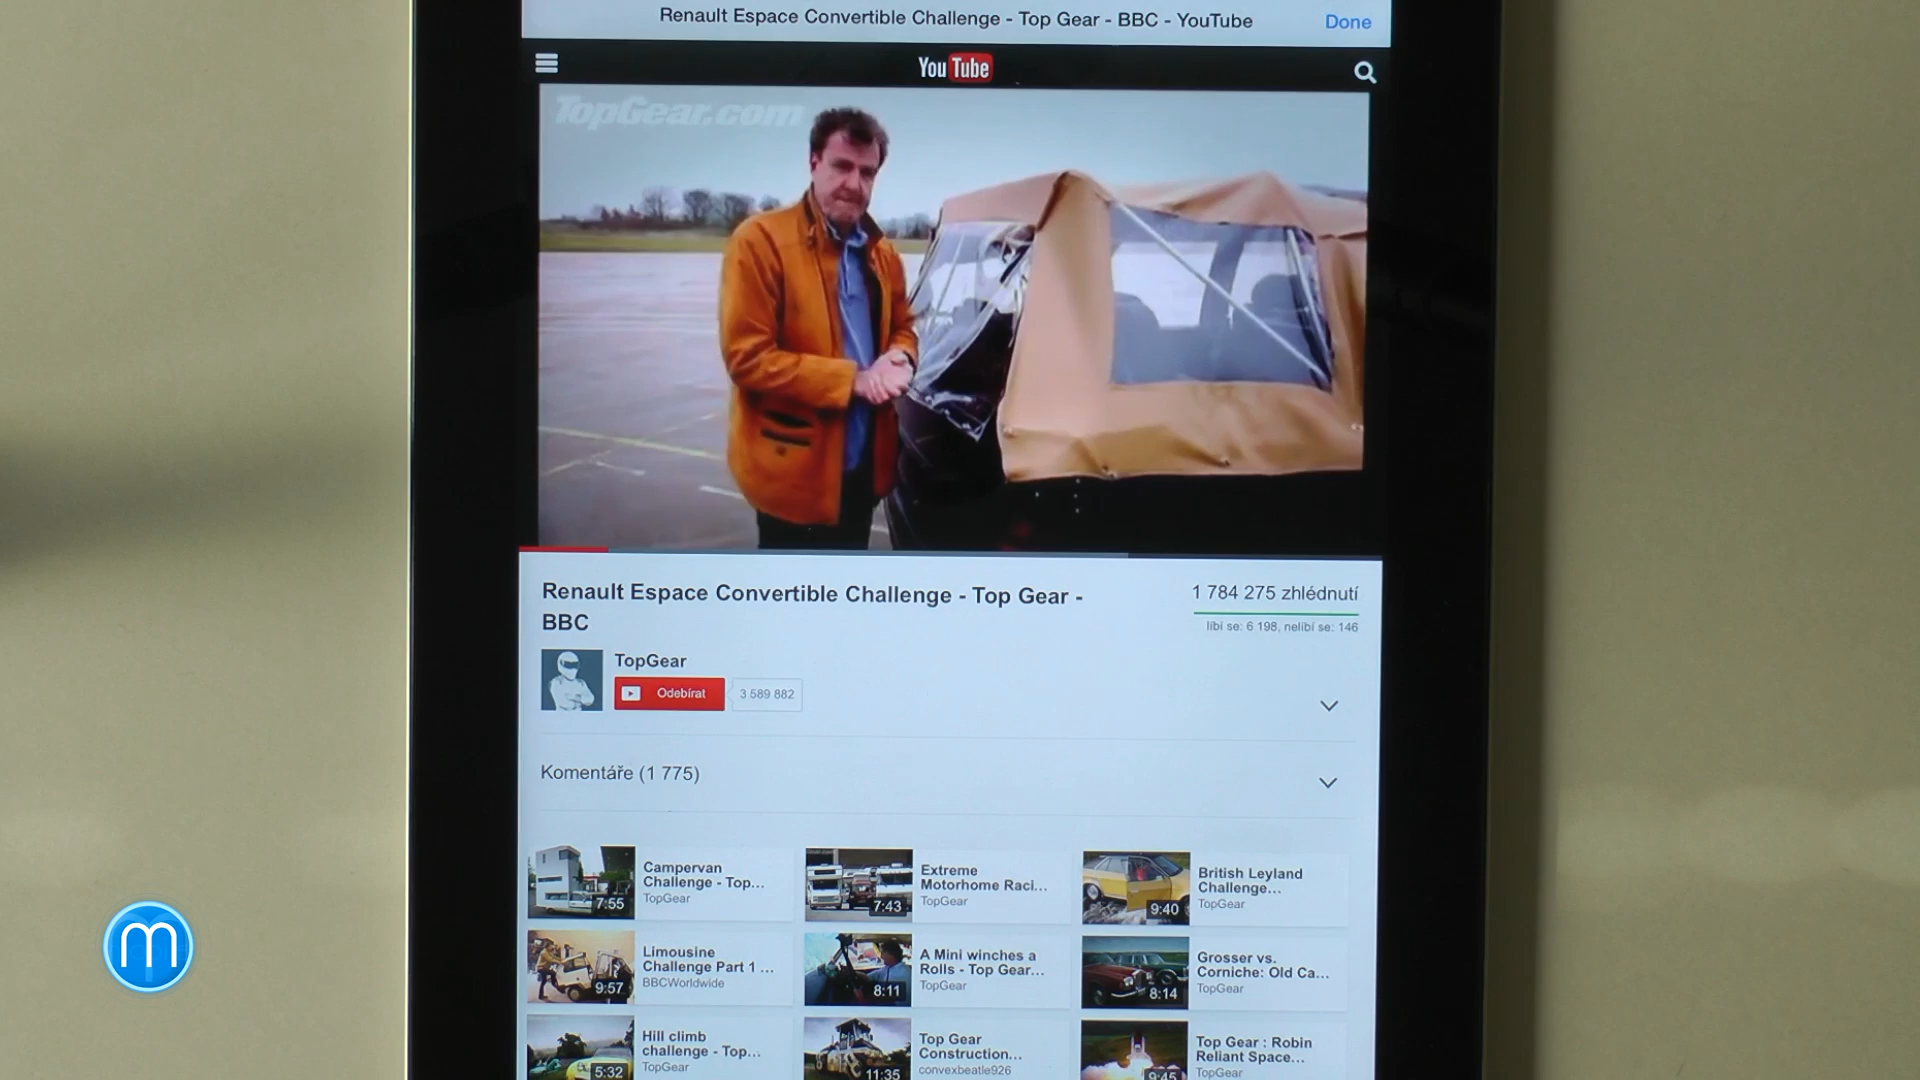 Renault Espace Convertible Challenge - Top Gear - BBC - YouTube
Done
YouTube
TopGear.com
Renault Espace Convertible Challenge - Top Gear -
BBC
1 784 275 zhlédnutí
líbí se: 6 198, nelíbí se: 146
TopGear
Odebírat
3 589 882
Komentáře (1 775)
Campervan
Challenge - Top...
TopGear
7:55
Extreme
Motorhome Raci...
TopGear
7:43
British Leyland
Challenge...
TopGear
9:40
Limousine
Challenge Part 1 ...
BBCWorldwide
9:57
A Mini winches a
Rolls - Top Gear...
TopGear
8:11
Grosser vs.
Corniche: Old Ca...
TopGear
8:14
Hill climb
challenge - Top...
TopGear
5:32
Top Gear
Construction...
convexbeatle926
11:35
Top Gear : Robin
Reliant Space...
TopGear
9:45
m